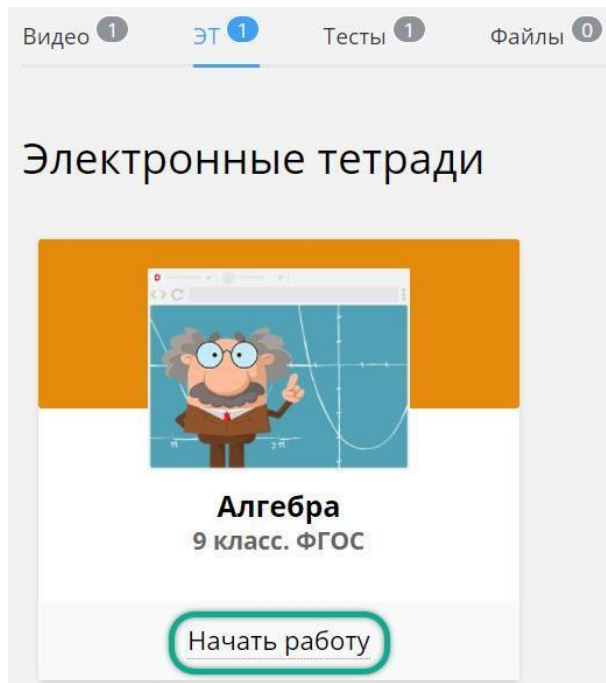 Видео 1 ЭТ 1 Тесты 1 Файлы 0
Электронные тетради
Алгебра
9 класс. ФГОС
Начать работу